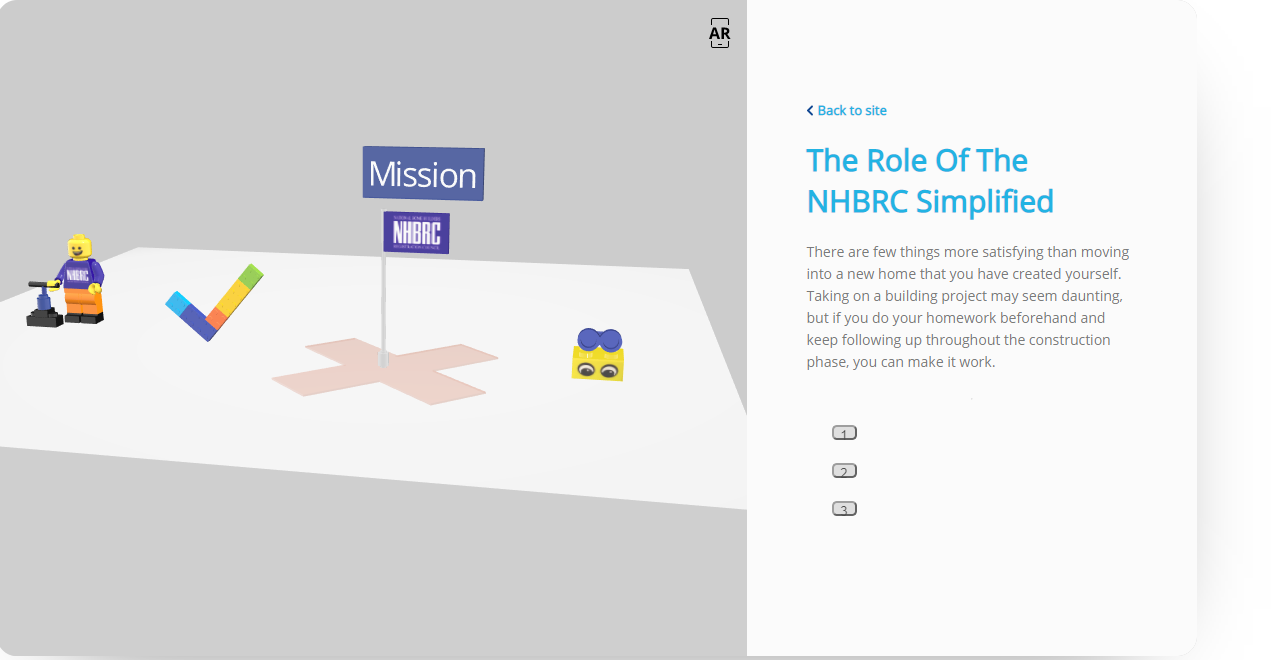 AR
Mission
NHBRC
NHBRC
Back to site
The Role Of The
NHBRC Simplified
There are few things more satisfying than moving
into a new home that you have created yourself.
Taking on a building project may seem daunting,
but if you do your homework beforehand and
keep following up throughout the construction
phase, you can make it work.
1
2
3